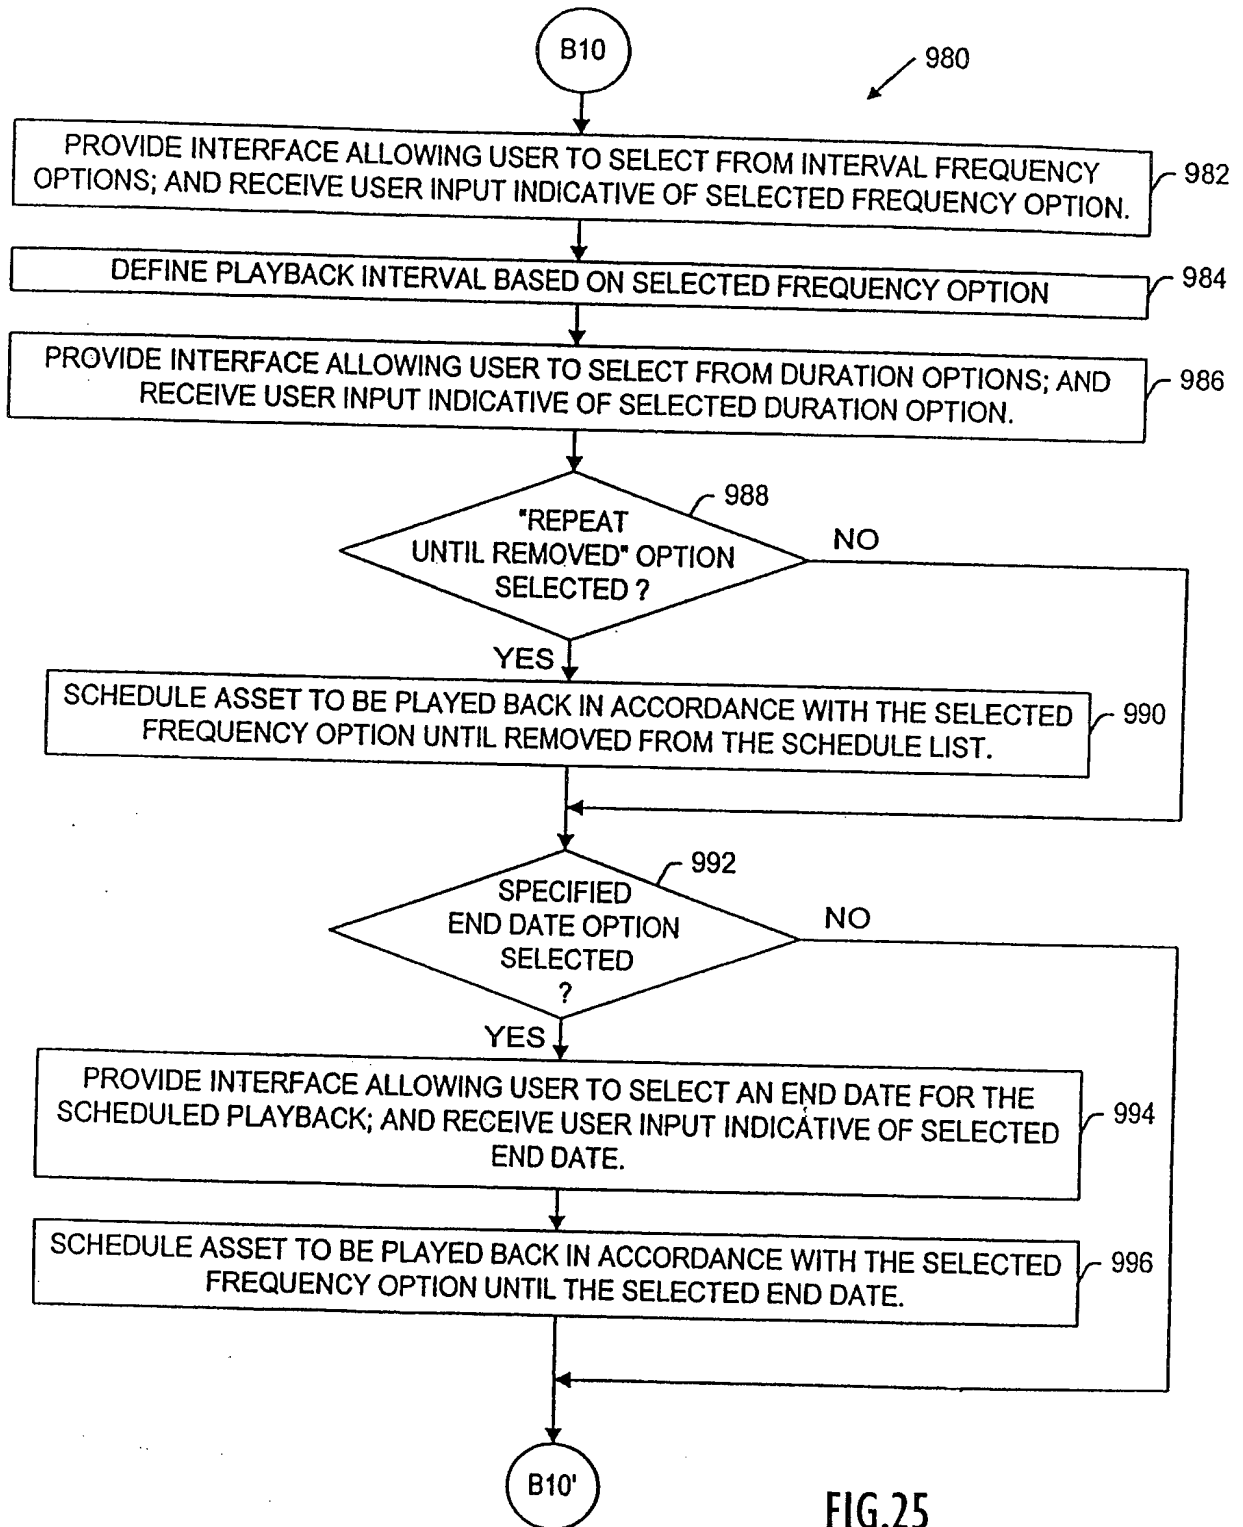 B10
980
PROVIDE INTERFACE ALLOWING USER TO SELECT FROM INTERVAL FREQUENCY
OPTIONS; AND RECEIVE USER INPUT INDICATIVE OF SELECTED FREQUENCY OPTION.
982
DEFINE PLAYBACK INTERVAL BASED ON SELECTED FREQUENCY OPTION
984
PROVIDE INTERFACE ALLOWING USER TO SELECT FROM DURATION OPTIONS; AND
RECEIVE USER INPUT INDICATIVE OF SELECTED DURATION OPTION.
986
988
"REPEAT
UNTIL REMOVED" OPTION
SELECTED ?
NO
YES
SCHEDULE ASSET TO BE PLAYED BACK IN ACCORDANCE WITH THE SELECTED
FREQUENCY OPTION UNTIL REMOVED FROM THE SCHEDULE LIST.
990
992
SPECIFIED
END DATE OPTION
SELECTED
?
NO
YES
PROVIDE INTERFACE ALLOWING USER TO SELECT AN END DATE FOR THE
SCHEDULED PLAYBACK; AND RECEIVE USER INPUT INDICATIVE OF SELECTED
END DATE.
994
SCHEDULE ASSET TO BE PLAYED BACK IN ACCORDANCE WITH THE SELECTED
FREQUENCY OPTION UNTIL THE SELECTED END DATE.
996
B10'
FIG.25